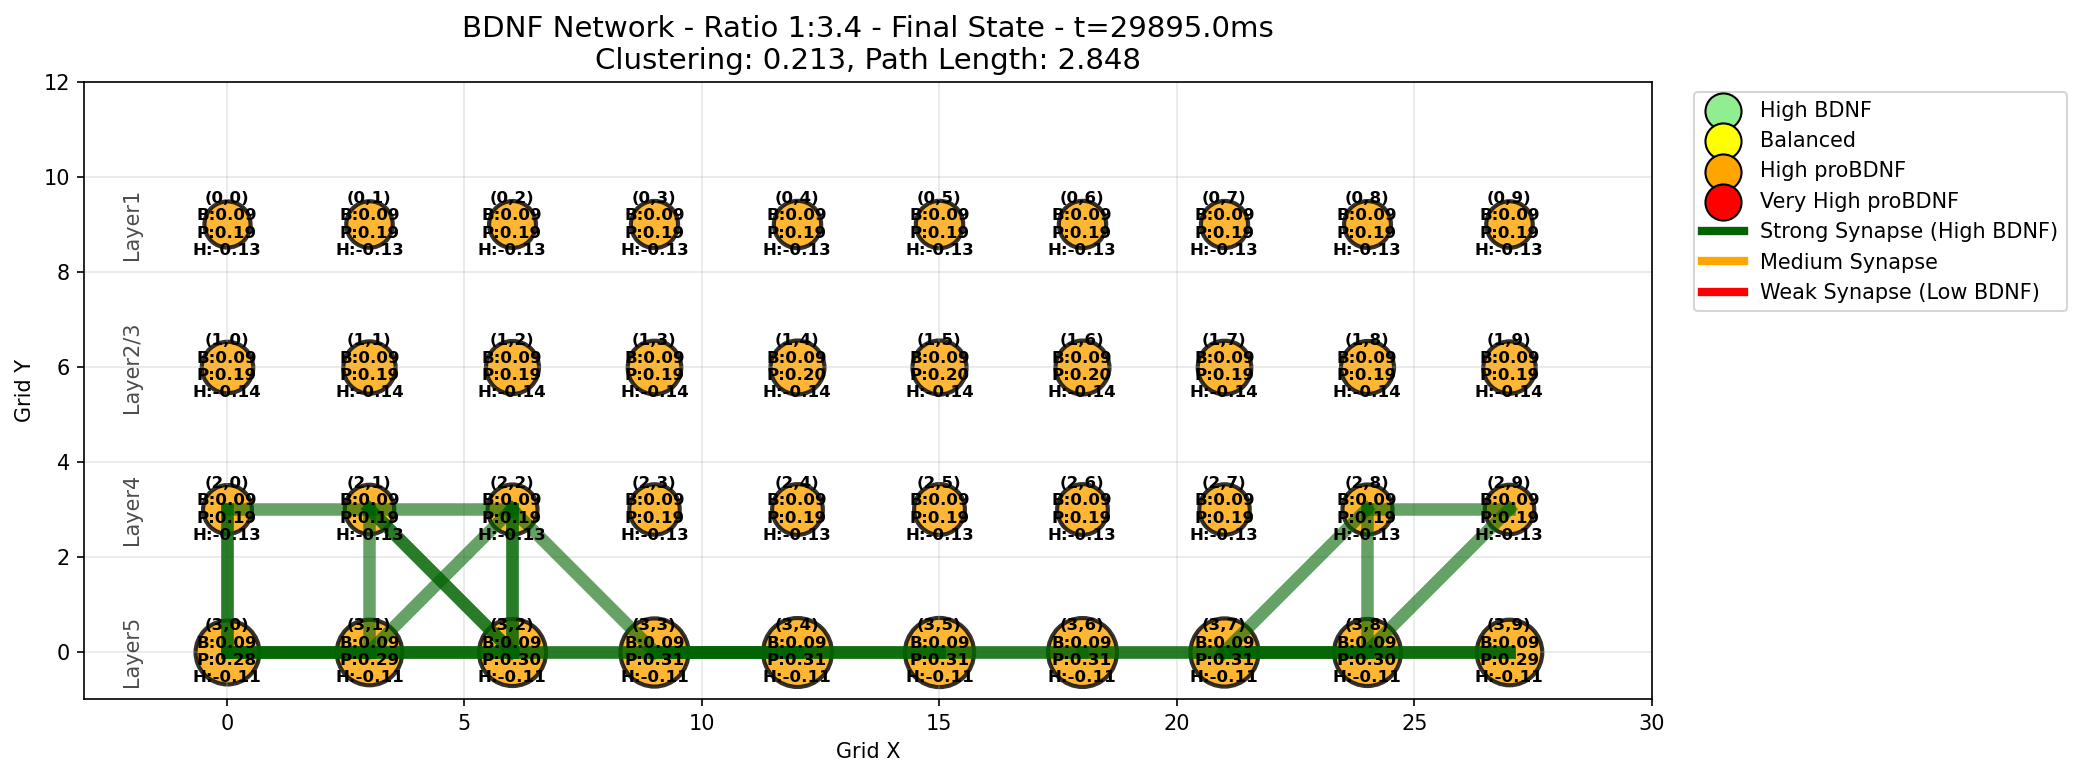 BDNF Network - Ratio 1:3.4 - Final State - t=29895.0ms
Clustering: 0.213, Path Length: 2.848
High BDNF
Balanced
High proBDNF
Very High proBDNF
Strong Synapse (High BDNF)
Medium Synapse
Weak Synapse (Low BDNF)
Grid Y
12
10
8
6
4
2
0
Layer1
(0,0) (0,1) (0,2) (0,3) (0,4) (0,5) (0,6) (0,7) (0,8) (0,9)
B:0.09 B:0.09 B:0.09 B:0.09 B:0.09 B:0.09 B:0.09 B:0.09 B:0.09 B:0.09
P:0.19 P:0.19 P:0.19 P:0.19 P:0.19 P:0.19 P:0.19 P:0.19 P:0.19 P:0.19
H:-0.13 H:-0.13 H:-0.13 H:-0.13 H:-0.13 H:-0.13 H:-0.13 H:-0.13 H:-0.13 H:-0.13
Layer2/3
(1,0) (1,1) (1,2) (1,3) (1,4) (1,5) (1,6) (1,7) (1,8) (1,9)
B:0.09 B:0.09 B:0.09 B:0.09 B:0.09 B:0.09 B:0.09 B:0.09 B:0.09 B:0.09
P:0.19 P:0.19 P:0.19 P:0.19 P:0.20 P:0.20 P:0.20 P:0.19 P:0.19 P:0.19
H:-0.14 H:-0.14 H:-0.14 H:-0.14 H:-0.14 H:-0.14 H:-0.14 H:-0.14 H:-0.14 H:-0.14
Layer4
(2,0) (2,1) (2,2) (2,3) (2,4) (2,5) (2,6) (2,7) (2,8) (2,9)
B:0.09 B:0.09 B:0.09 B:0.09 B:0.09 B:0.09 B:0.09 B:0.09 B:0.09 B:0.09
P:0.19 P:0.19 P:0.19 P:0.19 P:0.19 P:0.19 P:0.19 P:0.19 P:0.19 P:0.19
H:-0.13 H:-0.13 H:-0.13 H:-0.13 H:-0.13 H:-0.13 H:-0.13 H:-0.13 H:-0.13 H:-0.13
Layer5
(3,0) (3,1) (3,2) (3,3) (3,4) (3,5) (3,6) (3,7) (3,8) (3,9)
B:0.09 B:0.09 B:0.09 B:0.09 B:0.09 B:0.09 B:0.09 B:0.09 B:0.09 B:0.09
P:0.28 P:0.29 P:0.30 P:0.31 P:0.31 P:0.31 P:0.31 P:0.31 P:0.30 P:0.29
H:-0.11 H:-0.11 H:-0.11 H:-0.11 H:-0.11 H:-0.11 H:-0.11 H:-0.11 H:-0.11 H:-0.11
0 5 10 15 20 25 30
Grid X